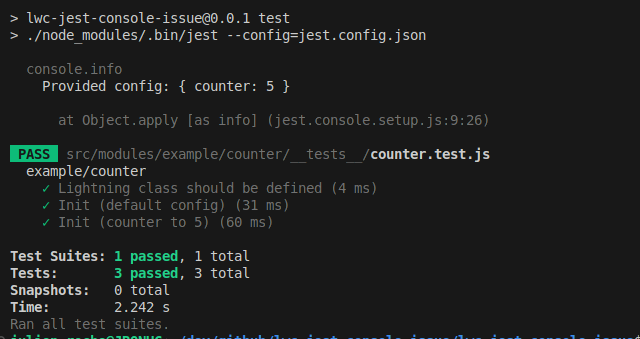 > lwc-jest-console-issue@0.0.1 test
> ./node_modules/.bin/jest --config=jest.config.json
console.info
Provided config: { counter: 5 }
at Object.apply [as info] (jest.console.setup.js:9:26)
PASS src/modules/example/counter/__tests__/counter.test.js
example/counter
✓ Lightning class should be defined (4 ms)
✓ Init (default config) (31 ms)
✓ Init (counter to 5) (60 ms)
Test Suites: 1 passed, 1 total
Tests: 3 passed, 3 total
Snapshots: 0 total
Time: 2.242 s
Ran all test suites.